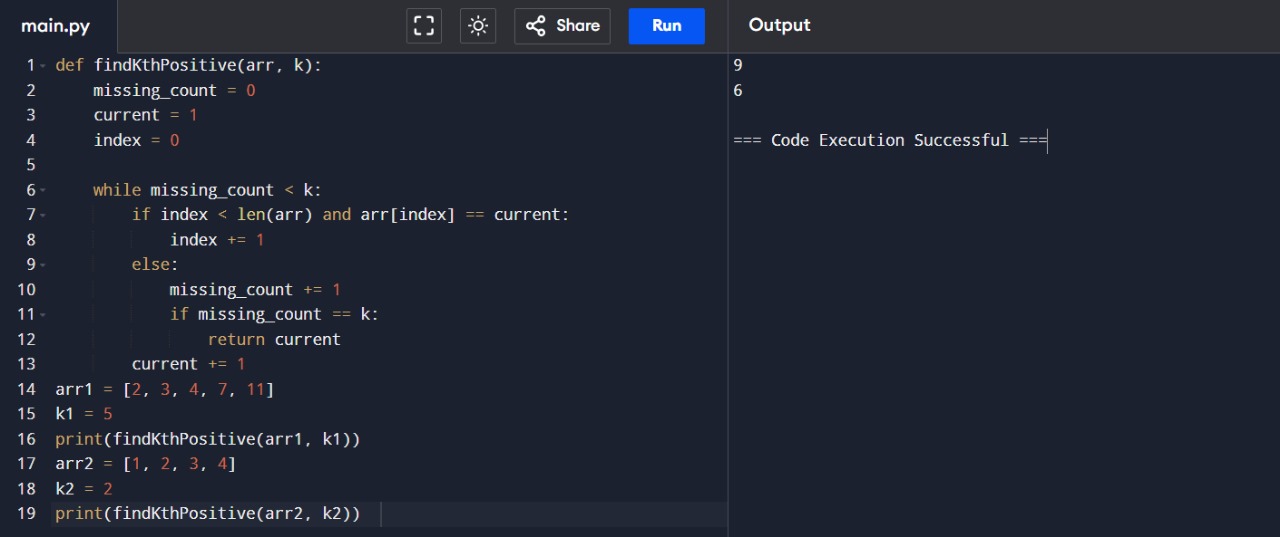 main.py
Share
Run
Output
1 def findKthPositive(arr, k):
2     missing_count = 0
3     current = 1
4     index = 0
5
6     while missing_count < k:
7         if index < len(arr) and arr[index] == current:
8             index += 1
9         else:
10             missing_count += 1
11             if missing_count == k:
12                 return current
13         current += 1
14 arr1 = [2, 3, 4, 7, 11]
15 k1 = 5
16 print(findKthPositive(arr1, k1))
17 arr2 = [1, 2, 3, 4]
18 k2 = 2
19 print(findKthPositive(arr2, k2))
9
6
=== Code Execution Successful ===